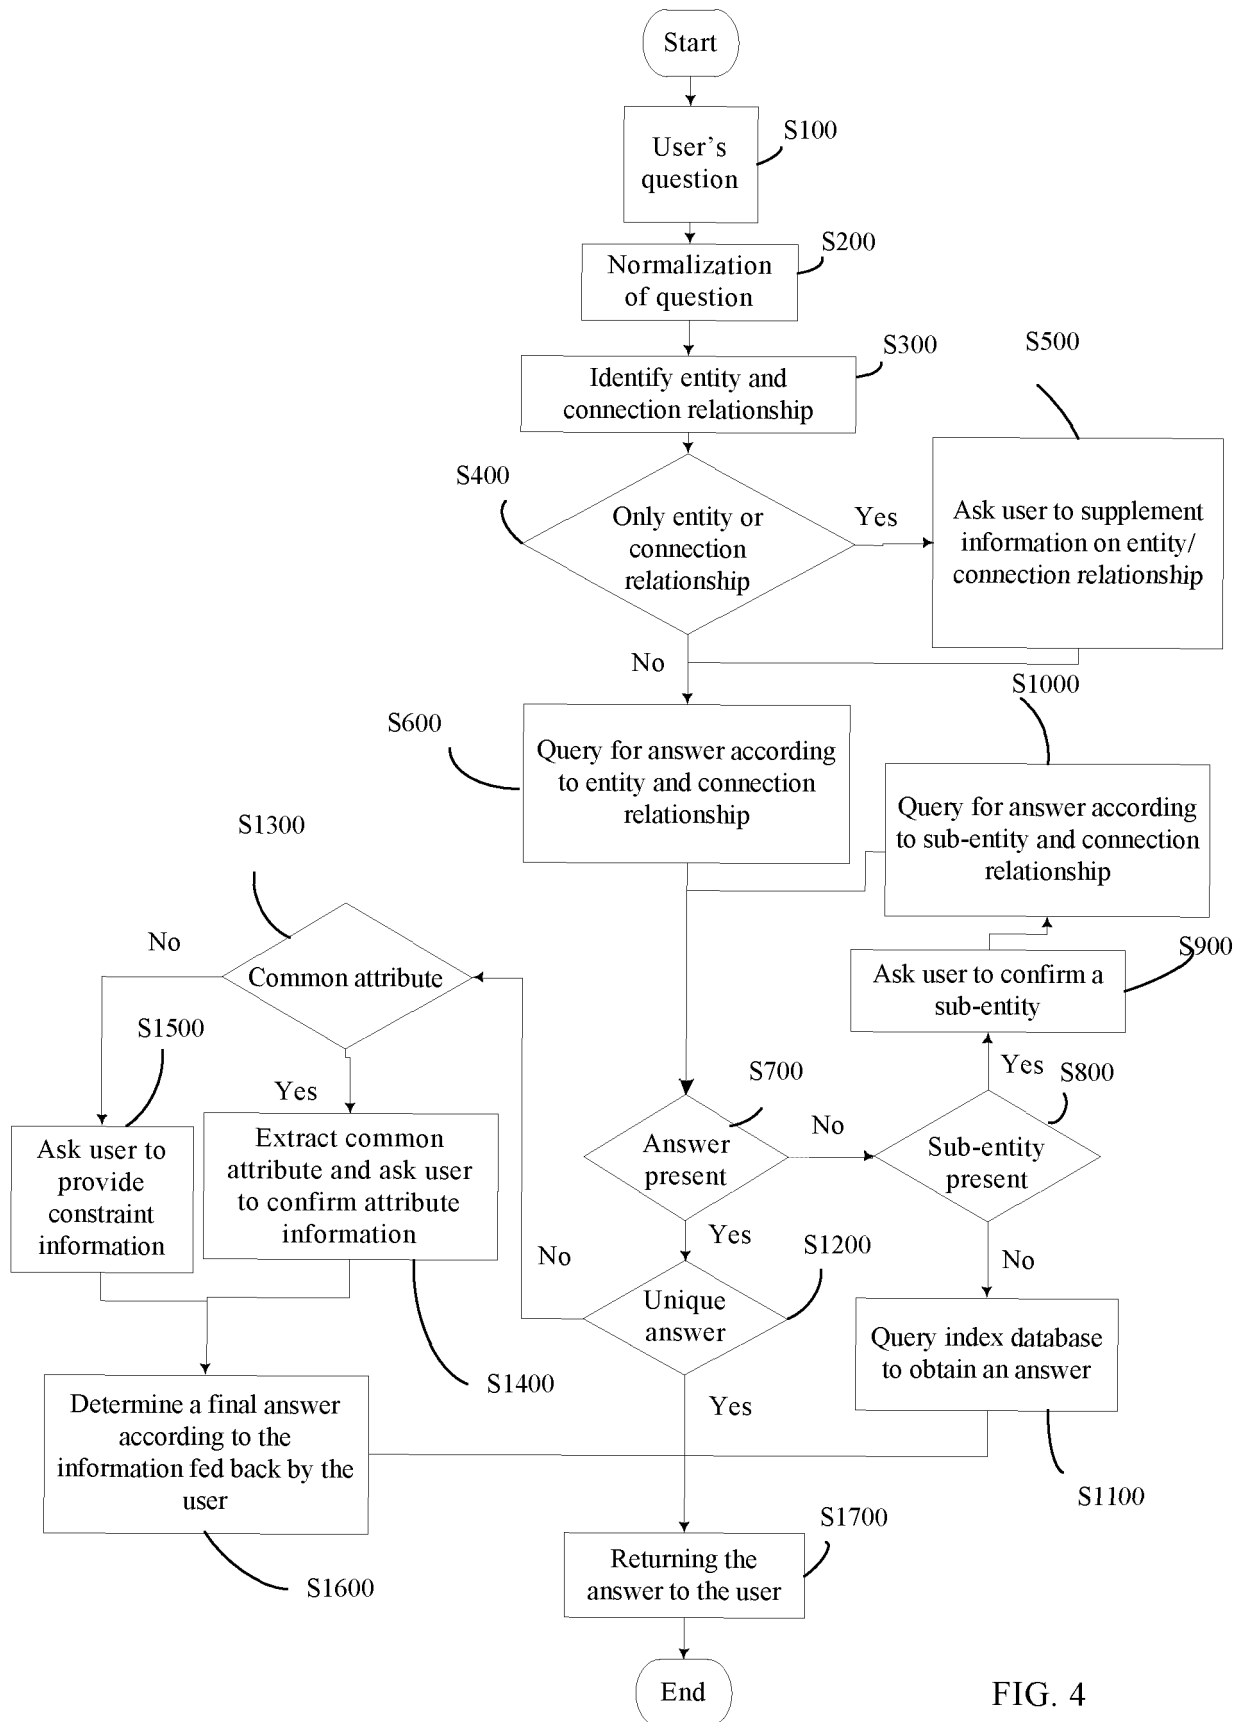 Start
S100
User's
question
S200
Normalization
of question
S300
Identify entity and
connection relationship
S400
Only entity or
connection
relationship
Yes
S500
Ask user to supplement
information on entity/
connection relationship
No
S600
Query for answer according
to entity and connection
relationship
S1000
Query for answer according
to sub-entity and connection
relationship
S900
Ask user to confirm a
sub-entity
Yes
S800
Sub-entity
present
No
S700
Answer
present
No
Yes
S1200
Unique
answer
No
Yes
S1300
Common attribute
No
Yes
S1500
Ask user to
provide
constraint
information
Extract common
attribute and ask user
to confirm attribute
information
S1400
Query index database
to obtain an answer
S1100
Determine a final answer
according to the
information fed back by the
user
S1600
S1700
Returning the
answer to the user
End
FIG. 4